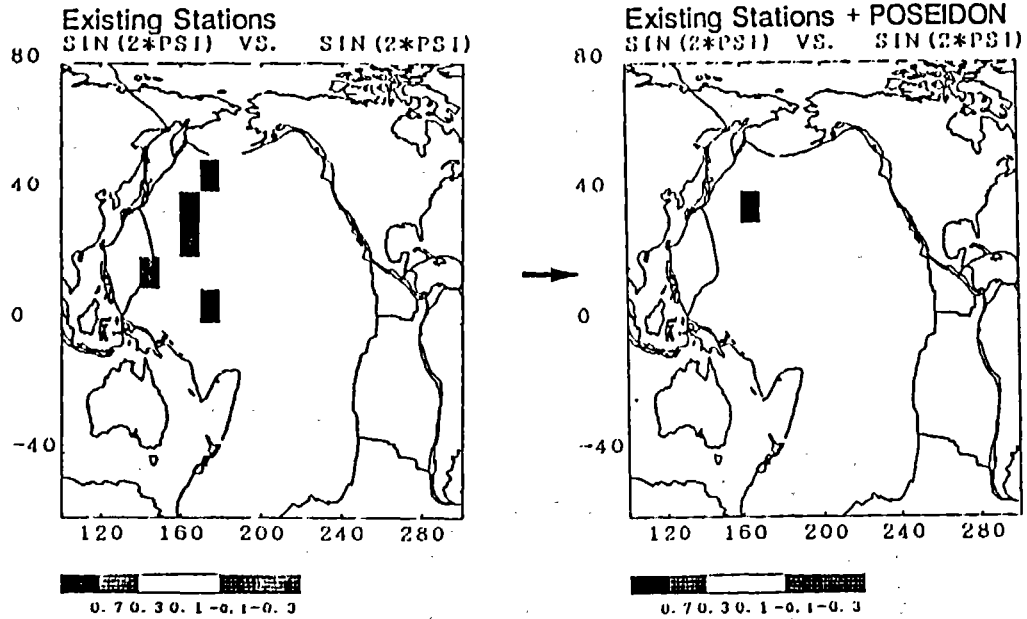 Existing Stations
SIN(2*PSI) VS. SIN(2*PSI)
80
40
0
-40
120 160 200 240 280
0.7 0.3 0.1 -0.1 -0.3
Existing Stations + POSEIDON
SIN(2*PSI) VS. SIN(2*PSI)
80
40
0
-40
120 160 200 240 280
0.7 0.3 0.1 -0.1 -0.3